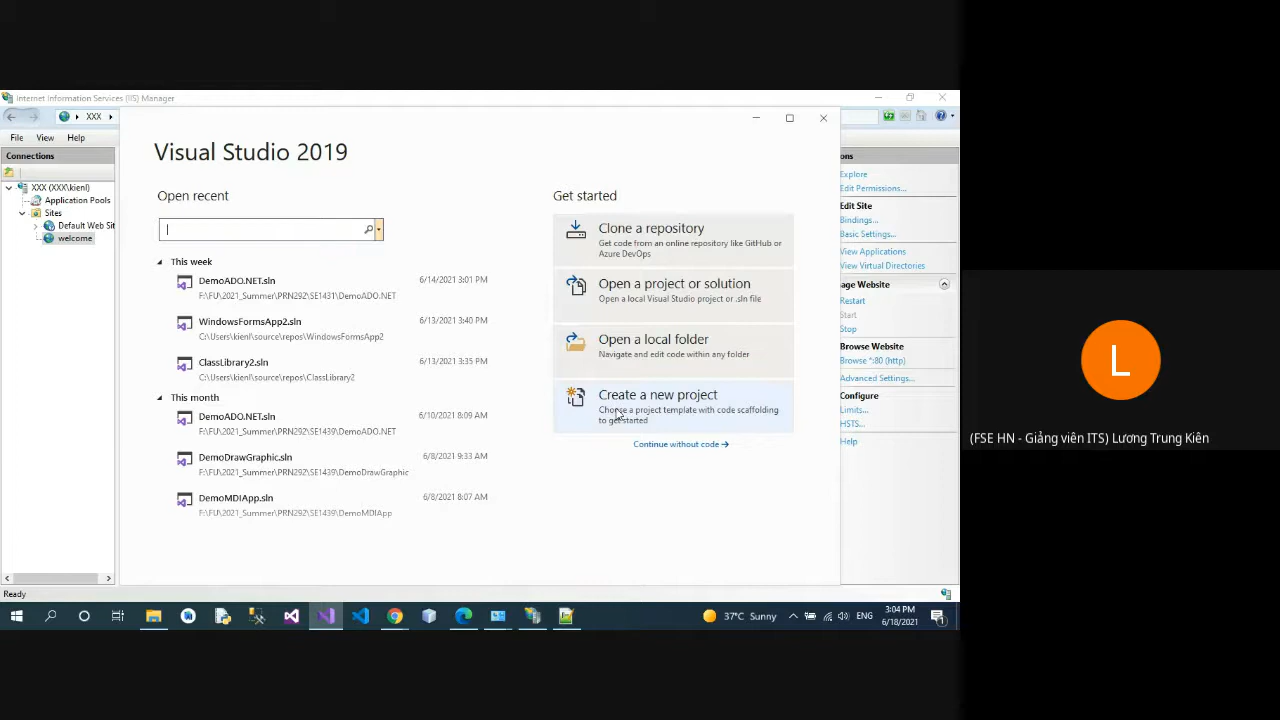 Internet Information Services (IIS) Manager
XXX
File View Help
Connections
XXX (XXX\kienl)
Application Pools
Sites
Default Web Sit
welcome
Visual Studio 2019
Open recent
This week
DemoADO.NET.sln 6/14/2021 3:01 PM
F:\FU\2021_Summer\PRN292\SE1431\DemoADO.NET
WindowsFormsApp2.sln 6/13/2021 3:40 PM
C:\Users\kienl\source\repos\WindowsFormsApp2
ClassLibrary2.sln 6/13/2021 3:35 PM
C:\Users\kienl\source\repos\ClassLibrary2
This month
DemoADO.NET.sln 6/10/2021 8:09 AM
F:\FU\2021_Summer\PRN292\SE1439\DemoADO.NET
DemoDrawGraphic.sln 6/8/2021 9:33 AM
F:\FU\2021_Summer\PRN292\SE1439\DemoDrawGraphic
DemoMDIApp.sln 6/8/2021 8:07 AM
F:\FU\2021_Summer\PRN292\SE1439\DemoMDIApp
Get started
Clone a repository
Get code from an online repository like GitHub or
Azure DevOps
Open a project or solution
Open a local Visual Studio project or .sln file
Open a local folder
Navigate and edit code within any folder
Create a new project
Choose a project template with code scaffolding
to get started
Continue without code
ons
Explore
Edit Permissions...
Edit Site
Bindings...
Basic Settings...
View Applications
View Virtual Directories
age Website
Restart
Start
Stop
Browse Website
Browse *:80 (http)
Advanced Settings...
Configure
Limits...
HSTS...
Help
Ready
37°C Sunny
ENG
3:04 PM
6/18/2021
1
L
(FSE HN - Giảng viên ITS) Lương Trung Kiên